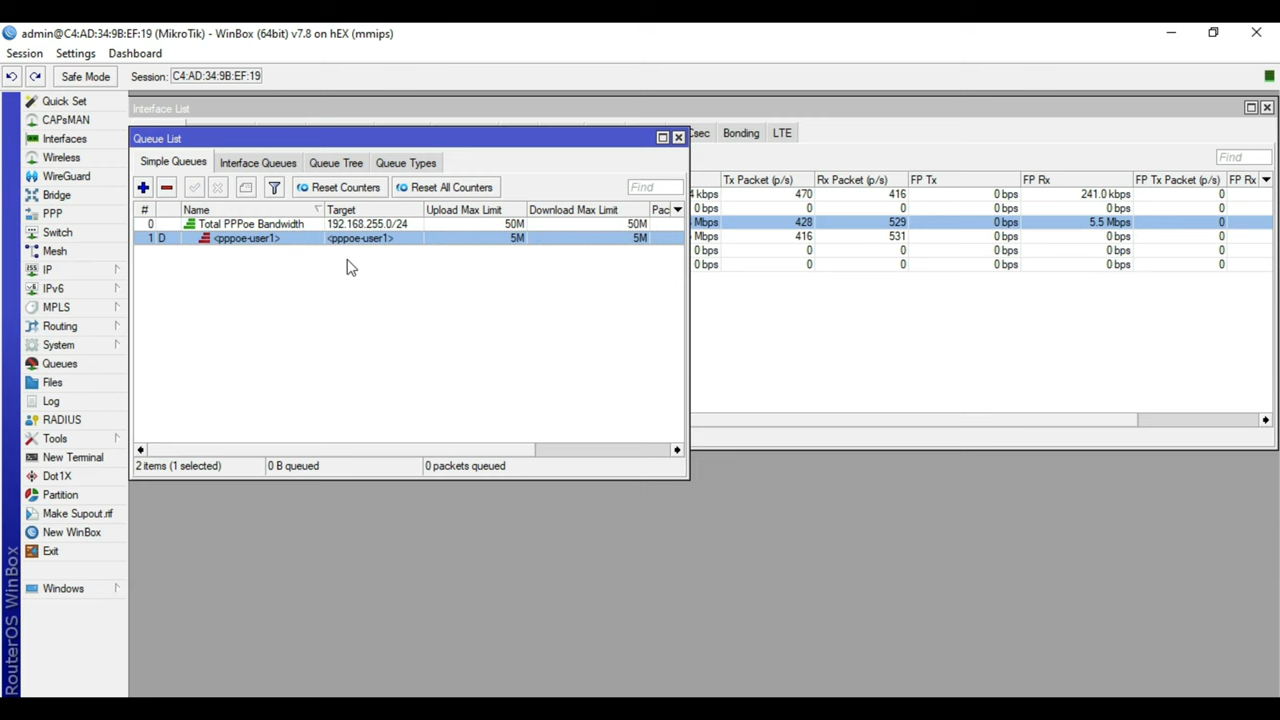 admin@C4:AD:34:9B:EF:19 (MikroTik) - WinBox (64bit) v7.8 on hEX (mmips)
Session Settings Dashboard
Safe Mode Session: C4:AD:34:9B:EF:19
Quick Set
CAPsMAN
Interfaces
Wireless
WireGuard
Bridge
PPP
Switch
Mesh
IP
IPv6
MPLS
Routing
System
Queues
Files
Log
RADIUS
Tools
New Terminal
Dot1X
Partition
Make Supout.rif
New WinBox
Exit
Windows
RouterOS WinBox
Interface List
Bonding LTE
Find
Tx Packet (p/s) Rx Packet (p/s) FP Tx FP Rx FP Tx Packet (p/s) FP Rx
kbps 470 416 0 bps 241.0 kbps 0
0 bps 0 0 0 bps 0 bps 0
Mbps 428 529 0 bps 5.5 Mbps 0
Mbps 416 531 0 bps 0 bps 0
0 bps 0 0 0 bps 0 bps 0
0 bps 0 0 0 bps 0 bps 0
Queue List
Simple Queues Interface Queues Queue Tree Queue Types
Reset Counters Reset All Counters Find
# Name Target Upload Max Limit Download Max Limit Pac
0 Total PPPoe Bandwidth 192.168.255.0/24 50M 50M
1 D <pppoe-user1> <pppoe-user1> 5M 5M
2 items (1 selected) 0 B queued 0 packets queued